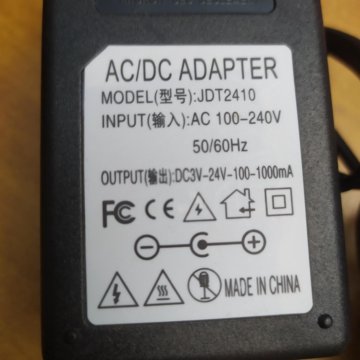 AC/DC ADAPTER
MODEL(型号):JDT2410
INPUT(输入):AC 100-240V
50/60Hz
OUTPUT(输出):DC3V-24V-100-1000mA
FC CE
MADE IN CHINA